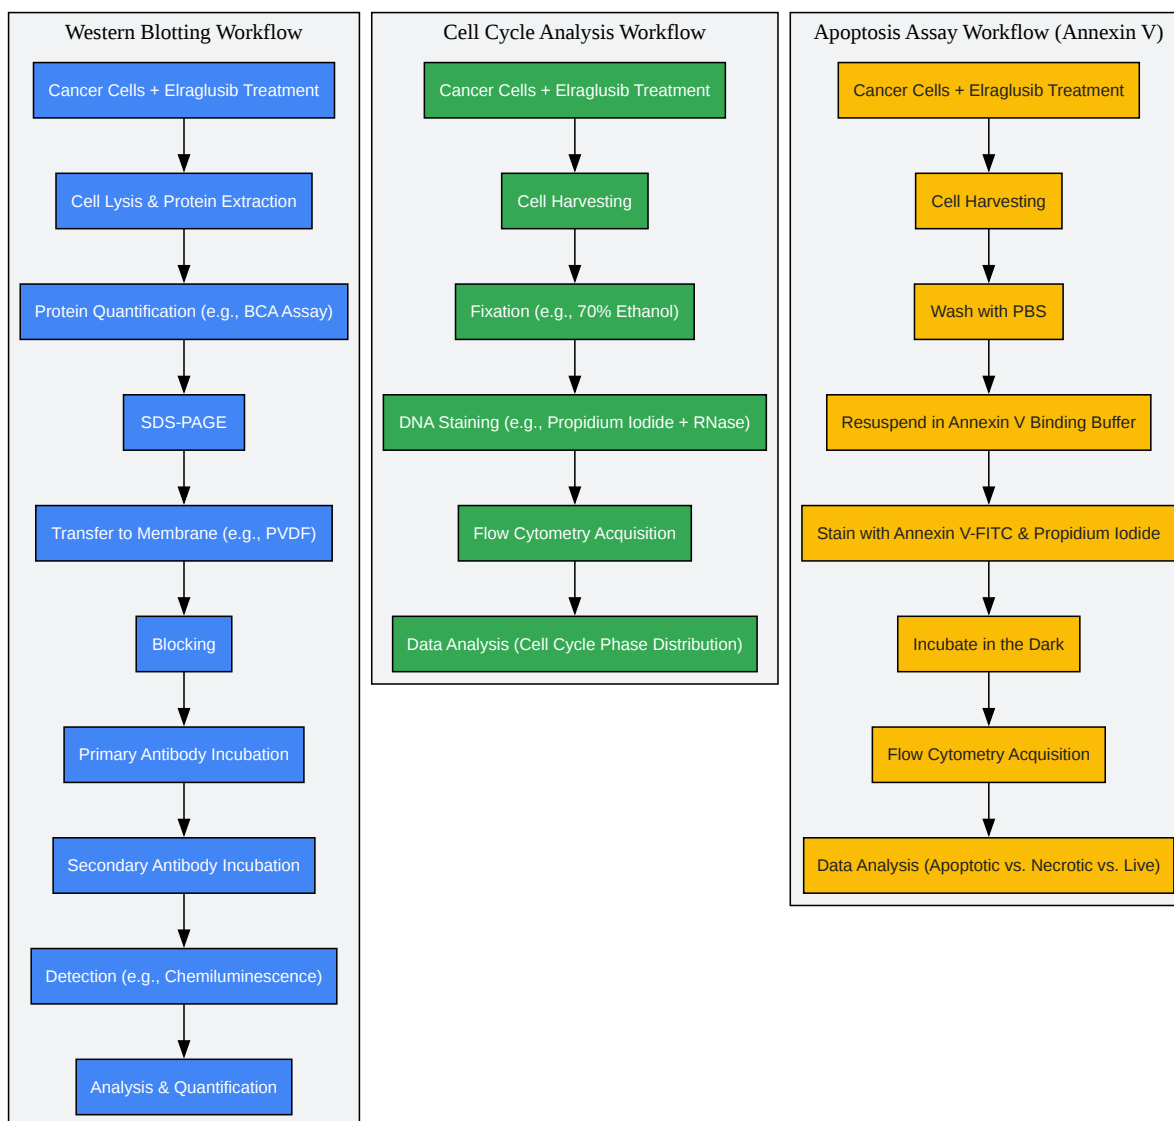 Western Blotting Workflow
Cancer Cells + Elraglusib Treatment
Cell Lysis & Protein Extraction
Protein Quantification (e.g., BCA Assay)
SDS-PAGE
Transfer to Membrane (e.g., PVDF)
Blocking
Primary Antibody Incubation
Secondary Antibody Incubation
Detection (e.g., Chemiluminescence)
Analysis & Quantification
Cell Cycle Analysis Workflow
Cancer Cells + Elraglusib Treatment
Cell Harvesting
Fixation (e.g., 70% Ethanol)
DNA Staining (e.g., Propidium Iodide + RNase)
Flow Cytometry Acquisition
Data Analysis (Cell Cycle Phase Distribution)
Apoptosis Assay Workflow (Annexin V)
Cancer Cells + Elraglusib Treatment
Cell Harvesting
Wash with PBS
Resuspend in Annexin V Binding Buffer
Stain with Annexin V-FITC & Propidium Iodide
Incubate in the Dark
Flow Cytometry Acquisition
Data Analysis (Apoptotic vs. Necrotic vs. Live)